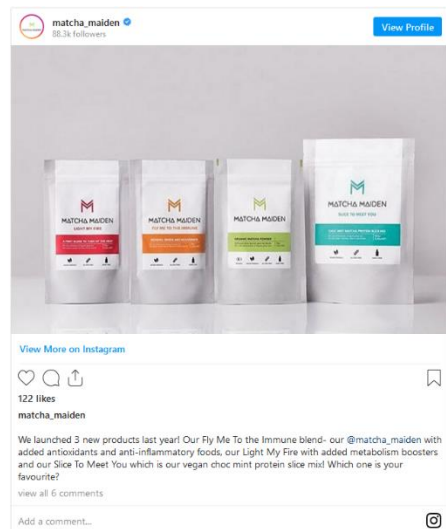 matcha_maiden
88.3k followers
View Profile
MATCHA MAIDEN
LIGHT MY FIRE
MATCHA MAIDEN
FLY ME TO THE IMMUNE
MATCHA MAIDEN
ORGANIC MATCHA POWDER
MATCHA MAIDEN
SLICE TO MEET YOU
View More on Instagram
122 likes
matcha_maiden
We launched 3 new products last year! Our Fly Me To the Immune blend- our @matcha_maiden with
added antioxidants and anti-inflammatory foods, our Light My Fire with added metabolism boosters
and our Slice To Meet You which is our vegan choc mint protein slice mix! Which one is your
favourite?
view all 6 comments
Add a comment...